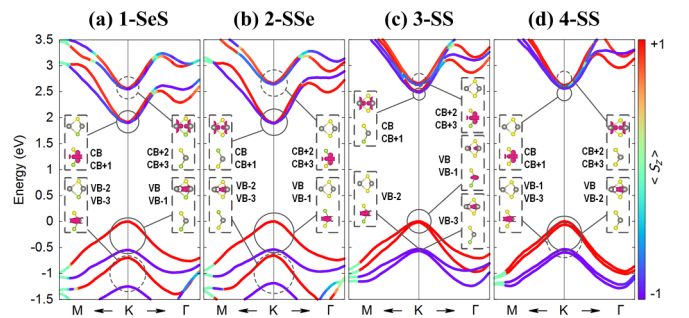 (a) 1-SeS (b) 2-SSe (c) 3-SS (d) 4-SS
Energy (eV)
3.5
3
2.5
2
1.5
1
0.5
0
-0.5
-1
-1.5
CB
CB+1
CB+2
CB+3
VB-2
VB-3
VB
VB-1
M ← K → Γ
CB
CB+1
CB+2
CB+3
VB-2
VB-3
VB
VB-1
M ← K → Γ
CB
CB+1
CB+2
CB+3
VB
VB-1
VB-2
VB-3
M ← K → Γ
CB
CB+1
CB+2
CB+3
VB-1
VB-3
VB
VB-2
M ← K → Γ
+1
< S_z >
-1